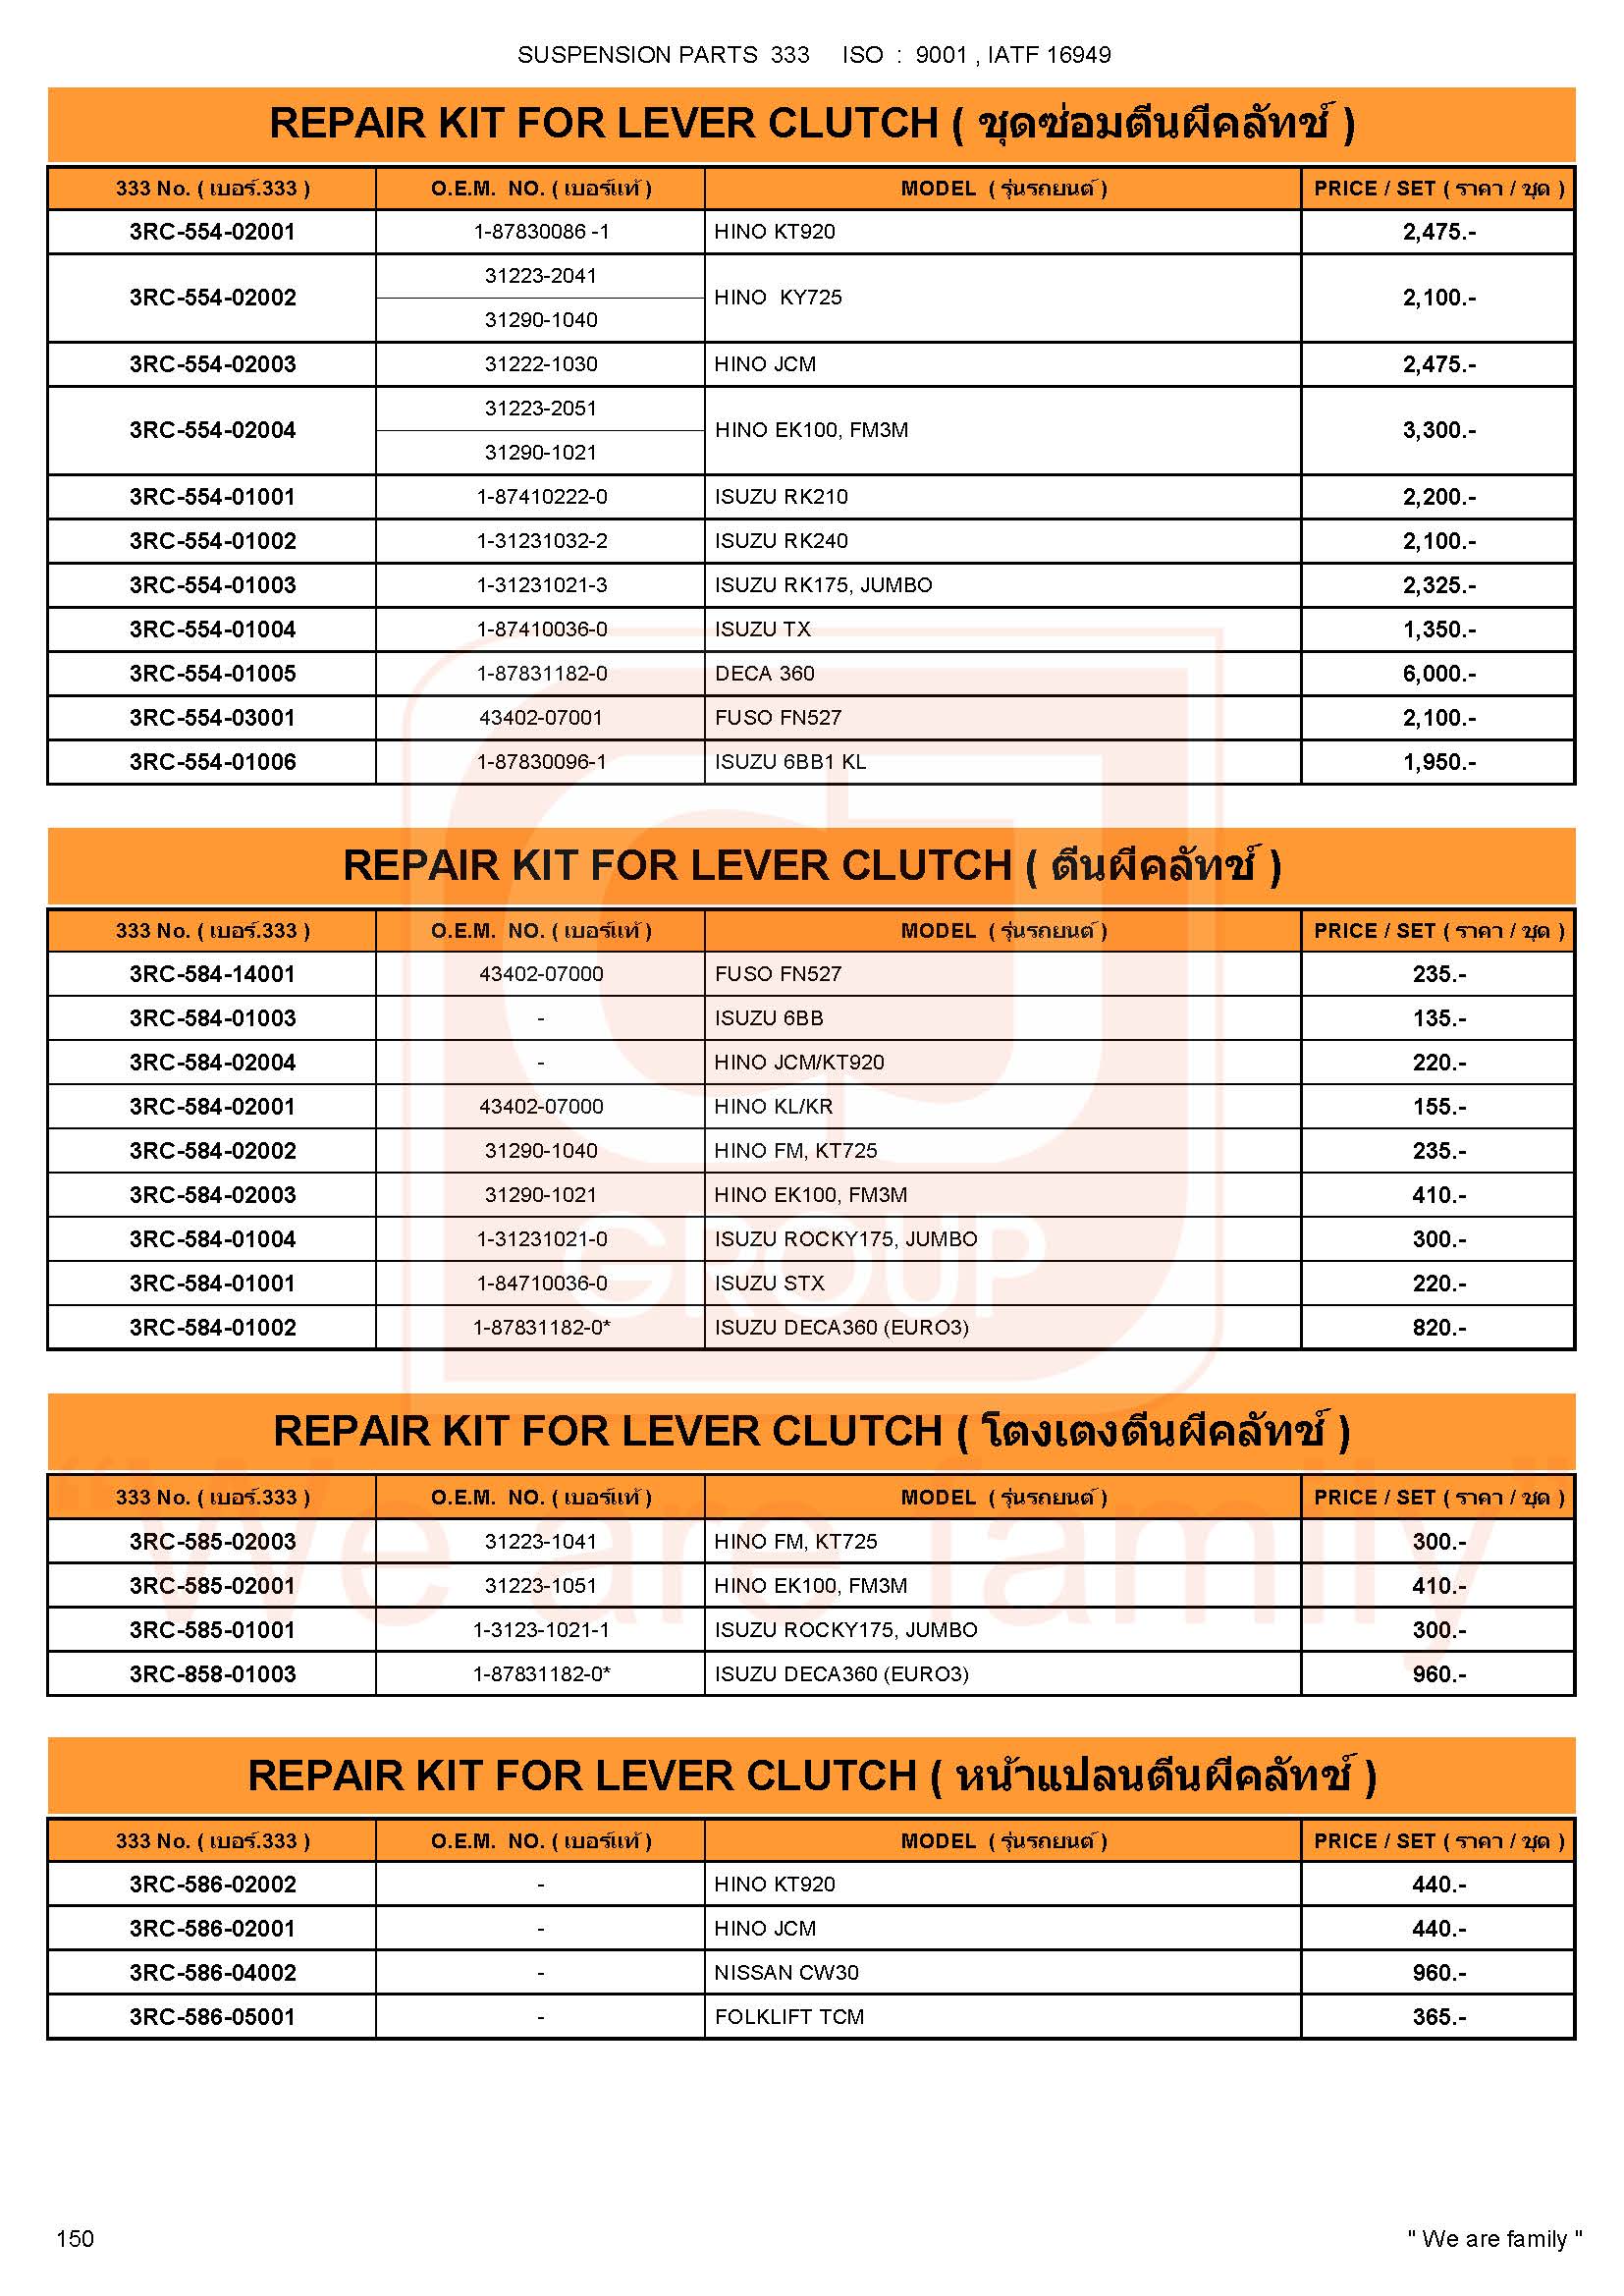 SUSPENSION PARTS 333 ISO : 9001 , IATF 16949
REPAIR KIT FOR LEVER CLUTCH ( ชุดซ่อมตีนผีคลัทช์ )
333 No. ( เบอร์.333 ) O.E.M. NO. ( เบอร์แท้ ) MODEL ( รุ่นรถยนต์ ) PRICE / SET ( ราคา / ชุด )
3RC-554-02001 1-87830086 -1 HINO KT920 2,475.-
3RC-554-02002 31223-2041 31290-1040 HINO KY725 2,100.-
3RC-554-02003 31222-1030 HINO JCM 2,475.-
3RC-554-02004 31223-2051 31290-1021 HINO EK100, FM3M 3,300.-
3RC-554-01001 1-87410222-0 ISUZU RK210 2,200.-
3RC-554-01002 1-31231032-2 ISUZU RK240 2,100.-
3RC-554-01003 1-31231021-3 ISUZU RK175, JUMBO 2,325.-
3RC-554-01004 1-87410036-0 ISUZU TX 1,350.-
3RC-554-01005 1-87831182-0 DECA 360 6,000.-
3RC-554-03001 43402-07001 FUSO FN527 2,100.-
3RC-554-01006 1-87830096-1 ISUZU 6BB1 KL 1,950.-
REPAIR KIT FOR LEVER CLUTCH ( ตีนผีคลัทช์ )
333 No. ( เบอร์.333 ) O.E.M. NO. ( เบอร์แท้ ) MODEL ( รุ่นรถยนต์ ) PRICE / SET ( ราคา / ชุด )
3RC-584-14001 43402-07000 FUSO FN527 235.-
3RC-584-01003 - ISUZU 6BB 135.-
3RC-584-02004 - HINO JCM/KT920 220.-
3RC-584-02001 43402-07000 HINO KL/KR 155.-
3RC-584-02002 31290-1040 HINO FM, KT725 235.-
3RC-584-02003 31290-1021 HINO EK100, FM3M 410.-
3RC-584-01004 1-31231021-0 ISUZU ROCKY175, JUMBO 300.-
3RC-584-01001 1-84710036-0 ISUZU STX 220.-
3RC-584-01002 1-87831182-0* ISUZU DECA360 (EURO3) 820.-
CJ GROUP
REPAIR KIT FOR LEVER CLUTCH ( โตงเตงตีนผีคลัทช์ )
333 No. ( เบอร์.333 ) O.E.M. NO. ( เบอร์แท้ ) MODEL ( รุ่นรถยนต์ ) PRICE / SET ( ราคา / ชุด )
3RC-585-02003 31223-1041 HINO FM, KT725 300.-
3RC-585-02001 31223-1051 HINO EK100, FM3M 410.-
3RC-585-01001 1-3123-1021-1 ISUZU ROCKY175, JUMBO 300.-
3RC-858-01003 1-87831182-0* ISUZU DECA360 (EURO3) 960.-
"We are family"
REPAIR KIT FOR LEVER CLUTCH ( หน้าแปลนตีนผีคลัทช์ )
333 No. ( เบอร์.333 ) O.E.M. NO. ( เบอร์แท้ ) MODEL ( รุ่นรถยนต์ ) PRICE / SET ( ราคา / ชุด )
3RC-586-02002 - HINO KT920 440.-
3RC-586-02001 - HINO JCM 440.-
3RC-586-04002 - NISSAN CW30 960.-
3RC-586-05001 - FOLKLIFT TCM 365.-
150 " We are family "